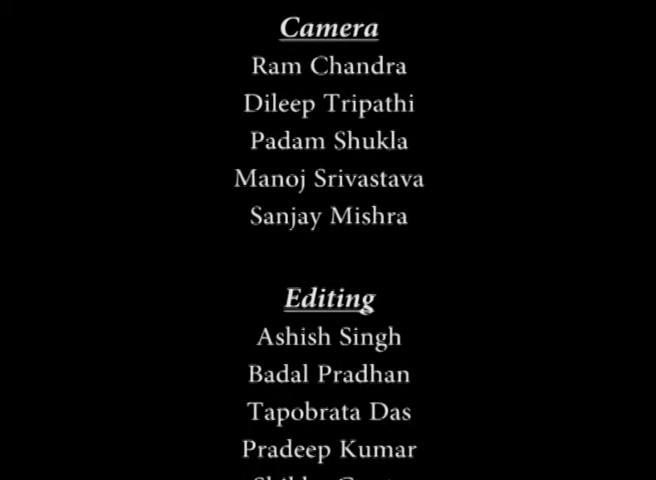 Camera
Ram Chandra
Dileep Tripathi
Padam Shukla
Manoj Srivastava
Sanjay Mishra
Editing
Ashish Singh
Badal Pradhan
Tapobrata Das
Pradeep Kumar